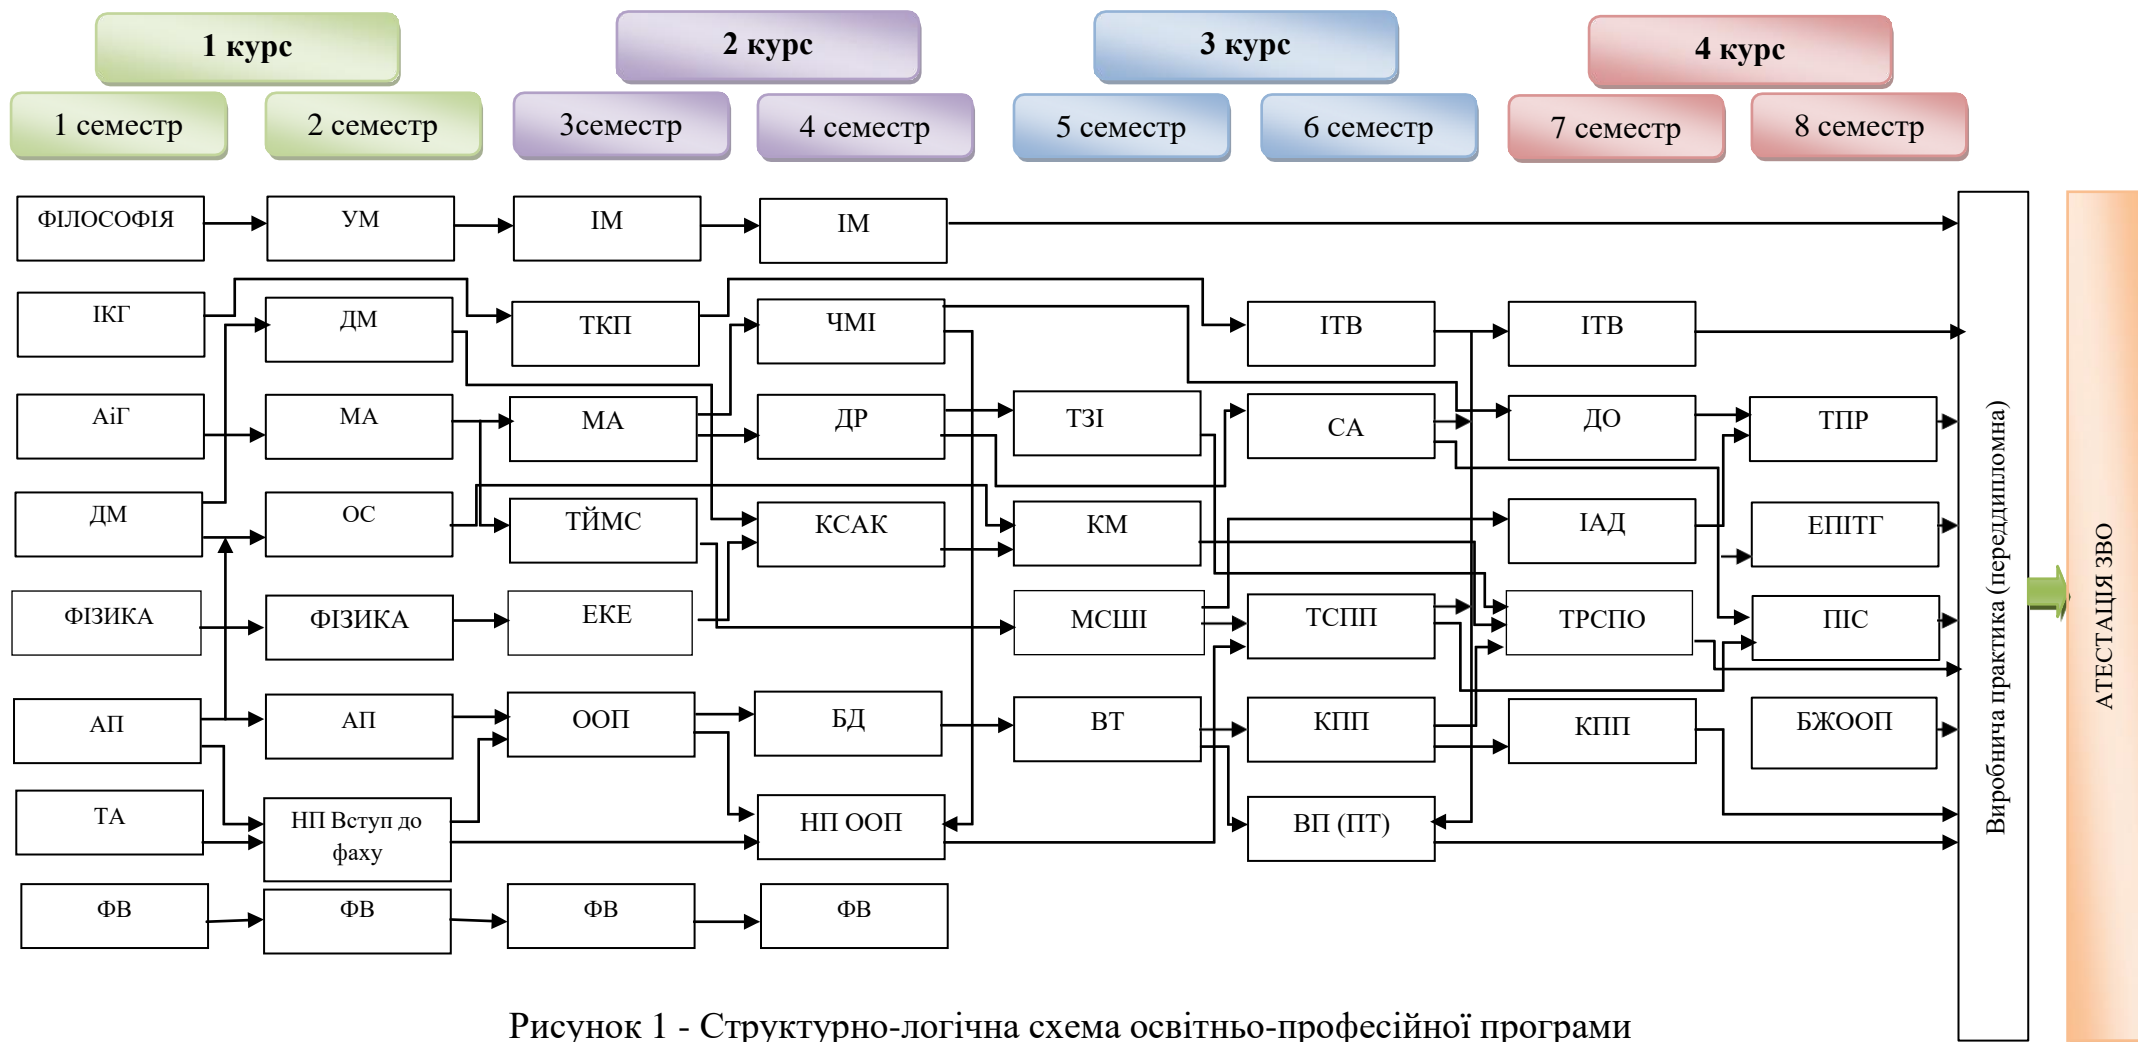 1 курс
2 курс
3 курс
4 курс
1 семестр
2 семестр
3семестр
4 семестр
5 семестр
6 семестр
7 семестр
8 семестр
ФІЛОСОФІЯ
УМ
ІМ
ІМ
ІКГ
ДМ
ТКП
ЧМІ
ІТВ
ІТВ
АіГ
МА
МА
ДР
ТЗІ
СА
ДО
ТПР
ДМ
ОС
ТЙМС
КСАК
КМ
ІАД
ЕПІТГ
ФІЗИКА
ФІЗИКА
ЕКЕ
МСШІ
ТСПП
ТРСПО
ПІС
АП
АП
ООП
БД
ВТ
КПП
КПП
БЖООП
ТА
НП Вступ до
фаху
НП ООП
ВП (ПТ)
ФВ
ФВ
ФВ
ФВ
Виробнича практика (переддипломна)
АТЕСТАЦІЯ ЗВО
Рисунок 1 - Структурно-логічна схема освітньо-професійної програми